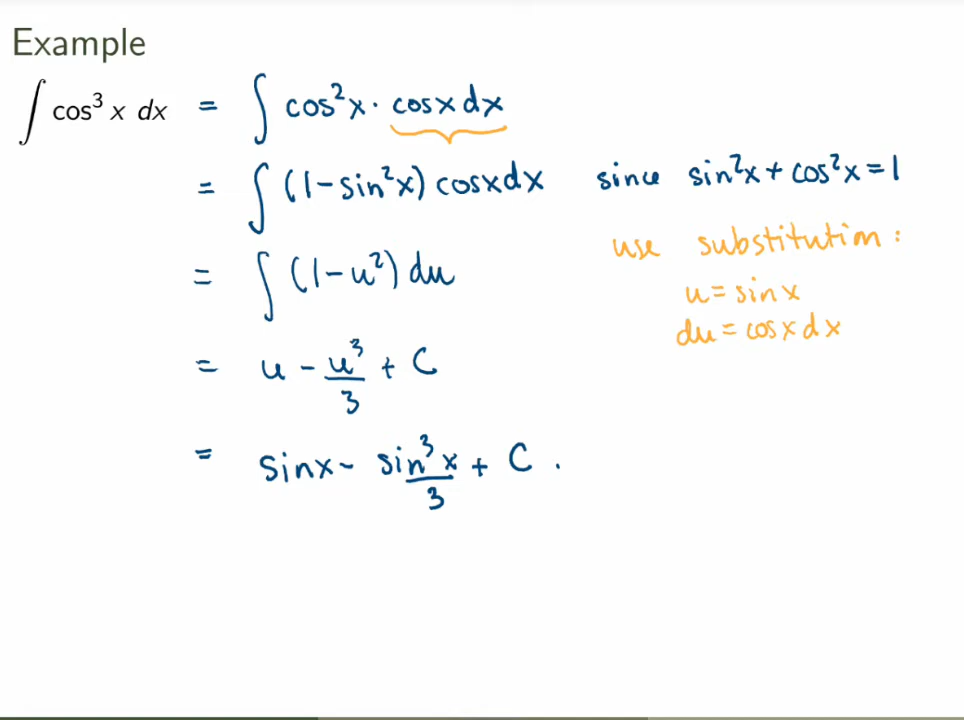 Example
∫ cos³ x dx = ∫ cos²x · cosx dx
= ∫ (1 - sin²x) cosx dx since sin²x + cos²x = 1
use substitution:
= ∫ (1 - u²) du
u = sin x
du = cos x dx
= u - u³/3 + C
= sinx - sin³x/3 + C .